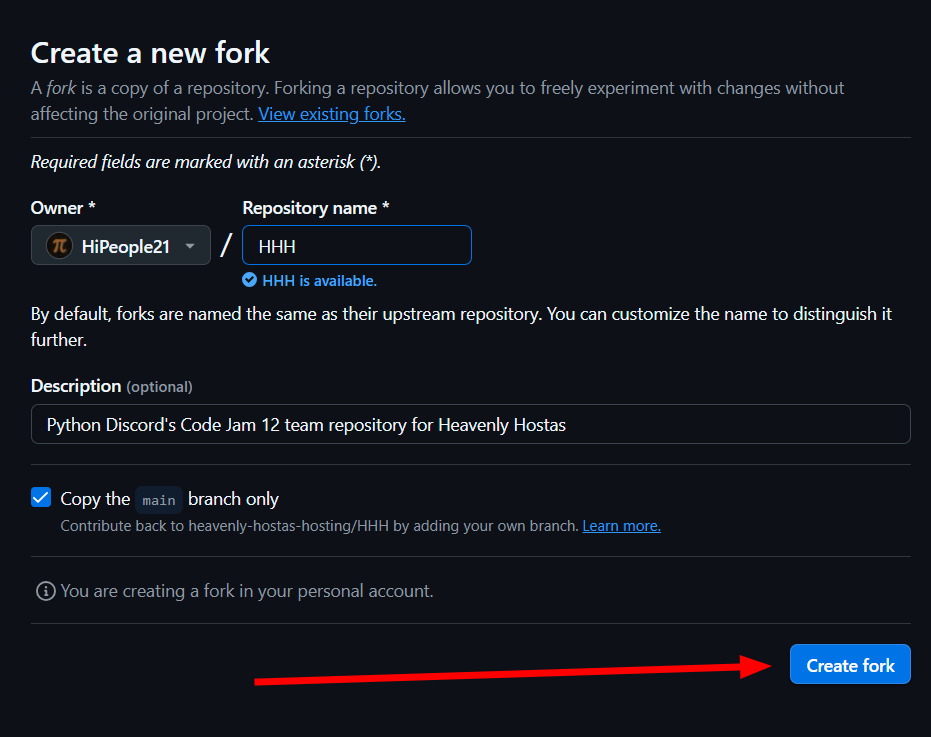 Create a new fork
A fork is a copy of a repository. Forking a repository allows you to freely experiment with changes without
affecting the original project. View existing forks.
Required fields are marked with an asterisk (*).
Owner *
Repository name *
π HiPeople21 / HHH
HHH is available.
By default, forks are named the same as their upstream repository. You can customize the name to distinguish it
further.
Description (optional)
Python Discord's Code Jam 12 team repository for Heavenly Hostas
Copy the main branch only
Contribute back to heavenly-hostas-hosting/HHH by adding your own branch. Learn more.
You are creating a fork in your personal account.
Create fork